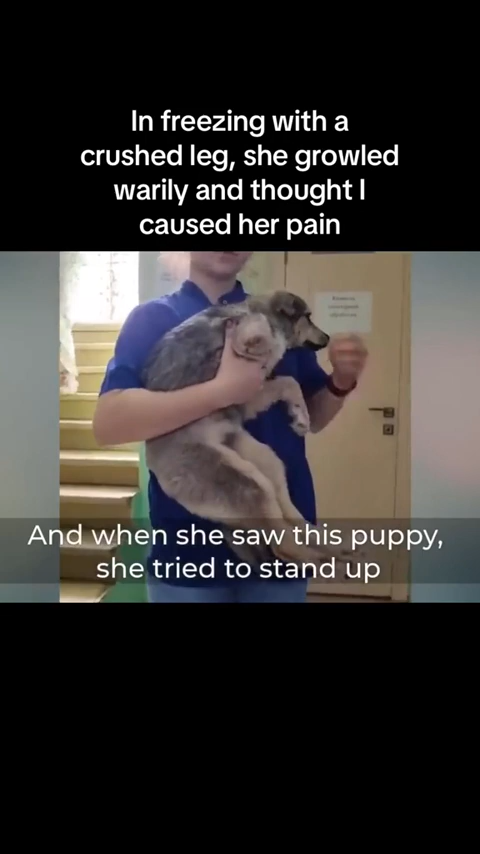 In freezing with a
crushed leg, she growled
warily and thought I
caused her pain
And when she saw this puppy,
she tried to stand up